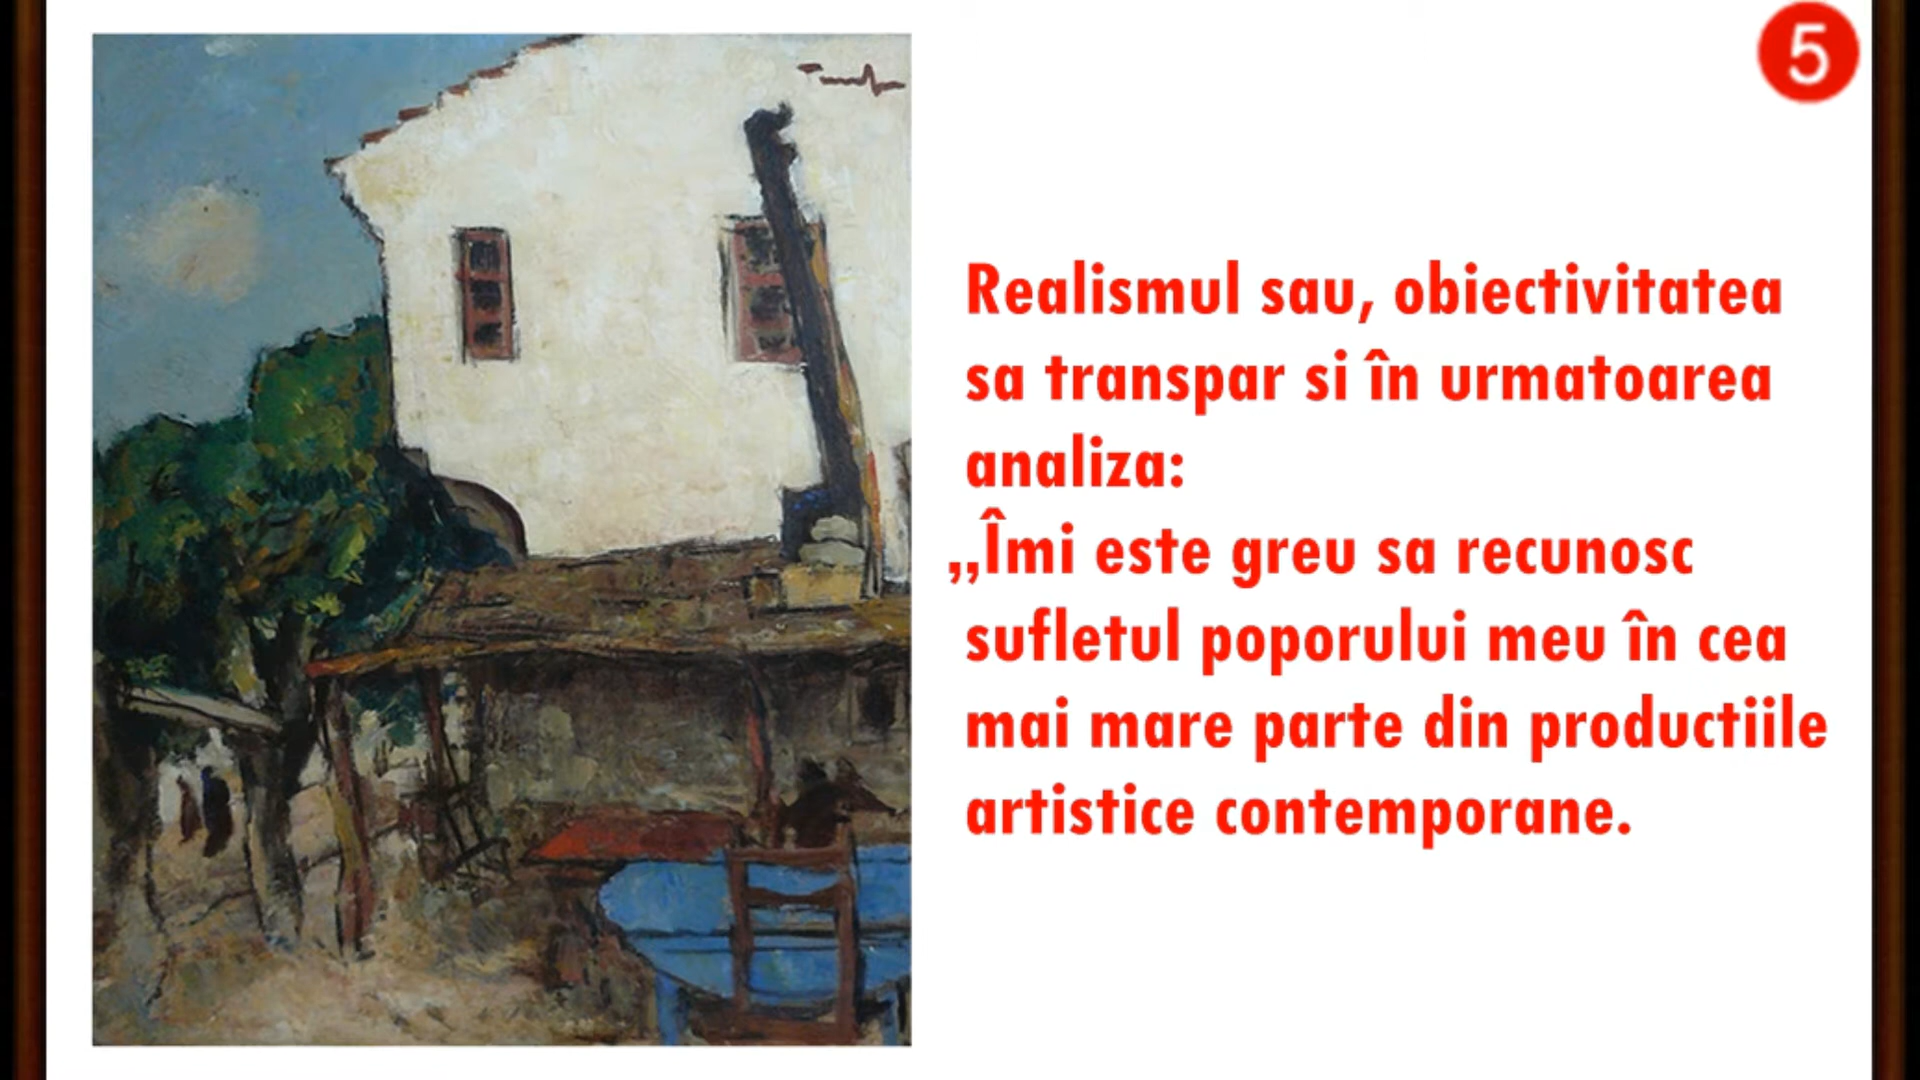 5
Realismul sau, obiectivitatea
sa transpar si în urmatoarea
analiza:
,,Îmi este greu sa recunosc
sufletul poporului meu în cea
mai mare parte din productiile
artistice contemporane.